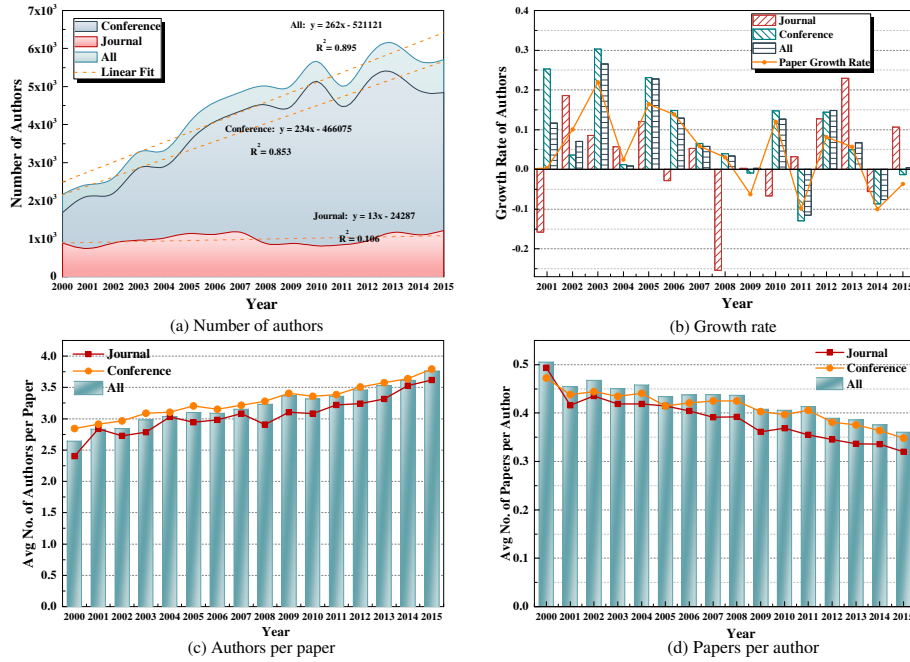 7x10³
6x10³
5x10³
4x10³
3x10³
2x10³
1x10³
0
Number of Authors
Conference
Journal
All
Linear Fit
All: y = 262x - 521121
R² = 0.895
Conference: y = 234x - 466075
R² = 0.853
Journal: y = 13x - 24287
R² = 0.106
2000 2001 2002 2003 2004 2005 2006 2007 2008 2009 2010 2011 2012 2013 2014 2015
Year
(a) Number of authors
0.4
0.3
0.2
0.1
0.0
-0.1
-0.2
Growth Rate of Authors
Journal
Conference
All
Paper Growth Rate
2001 2002 2003 2004 2005 2006 2007 2008 2009 2010 2011 2012 2013 2014 2015
Year
(b) Growth rate
4.0
3.5
3.0
2.5
2.0
1.5
1.0
0.5
0.0
Avg No. of Authors per Paper
Journal
Conference
All
2000 2001 2002 2003 2004 2005 2006 2007 2008 2009 2010 2011 2012 2013 2014 2015
Year
(c) Authors per paper
0.5
0.4
0.3
0.2
0.1
0.0
Avg No. of Papers per Author
Journal
Conference
All
2000 2001 2002 2003 2004 2005 2006 2007 2008 2009 2010 2011 2012 2013 2014 2015
Year
(d) Papers per author